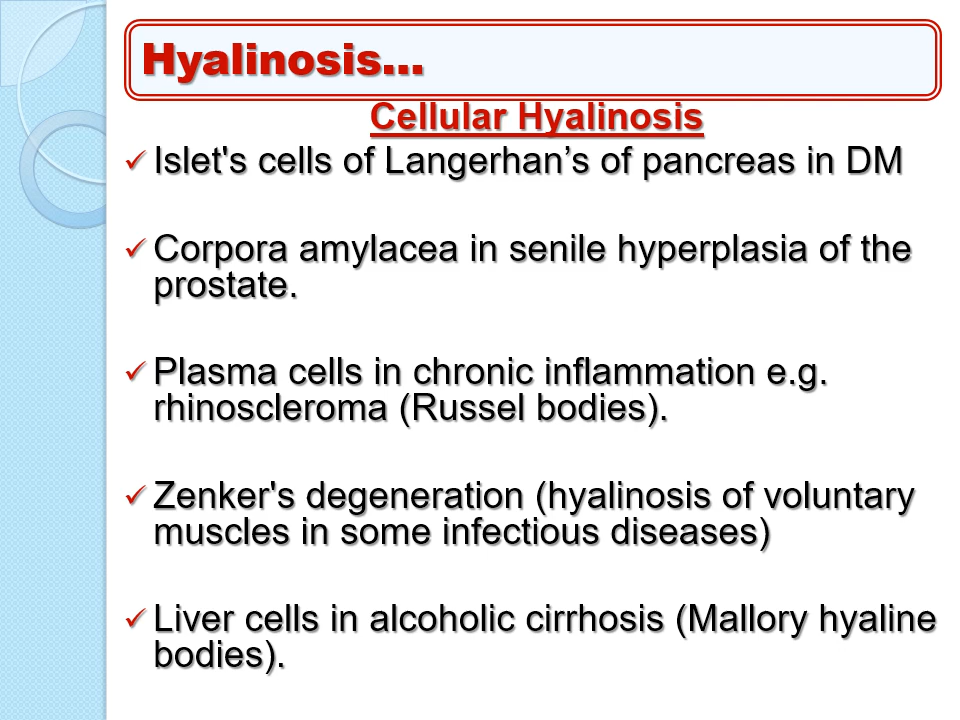 Hyalinosis...
Cellular Hyalinosis
✓ Islet's cells of Langerhan’s of pancreas in DM
✓ Corpora amylacea in senile hyperplasia of the
prostate.
✓ Plasma cells in chronic inflammation e.g.
rhinoscleroma (Russel bodies).
✓ Zenker's degeneration (hyalinosis of voluntary
muscles in some infectious diseases)
✓ Liver cells in alcoholic cirrhosis (Mallory hyaline
bodies).